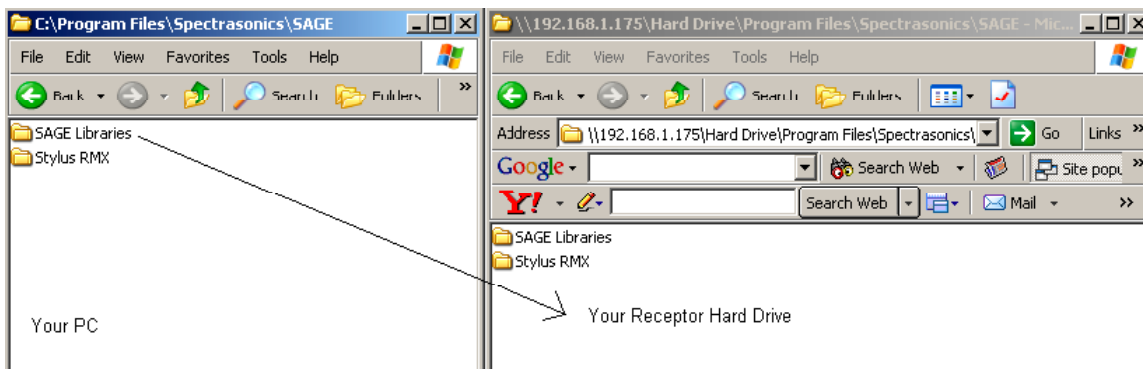 C:\Program Files\Spectrasonics\SAGE
File Edit View Favorites Tools Help
Back Search Folders »
SAGE Libraries
Stylus RMX
Your PC
\\192.168.1.175\Hard Drive\Program Files\Spectrasonics\SAGE - Mic...
File Edit View Favorites Tools Help
Back Search Folders
Address \\192.168.1.175\Hard Drive\Program Files\Spectrasonics\ Go Links »
Google Search Web Site popu »
Y! Search Web Mail »
SAGE Libraries
Stylus RMX
Your Receptor Hard Drive